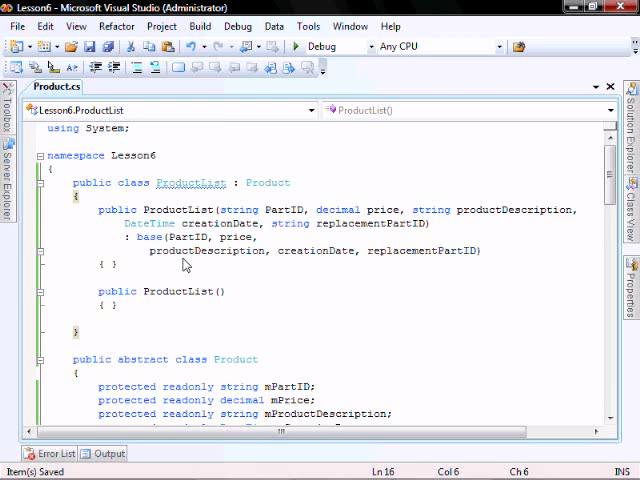 Lesson6 - Microsoft Visual Studio (Administrator)
File Edit View Refactor Project Build Debug Data Tools Test Window Help
Debug Any CPU
Product.cs
Lesson6.ProductList ProductList()
using System;
namespace Lesson6
{
public class ProductList : Product
{
public ProductList(string PartID, decimal price, string productDescription,
DateTime creationDate, string replacementPartID)
: base(PartID, price,
productDescription, creationDate, replacementPartID)
{ }
public ProductList()
{ }
}
public abstract class Product
{
protected readonly string mPartID;
protected readonly decimal mPrice;
protected readonly string mProductDescription;
Toolbox
Server Explorer
Solution Explorer
Class View
Properties
Error List Output
Item(s) Saved Ln 16 Col 6 Ch 6 INS